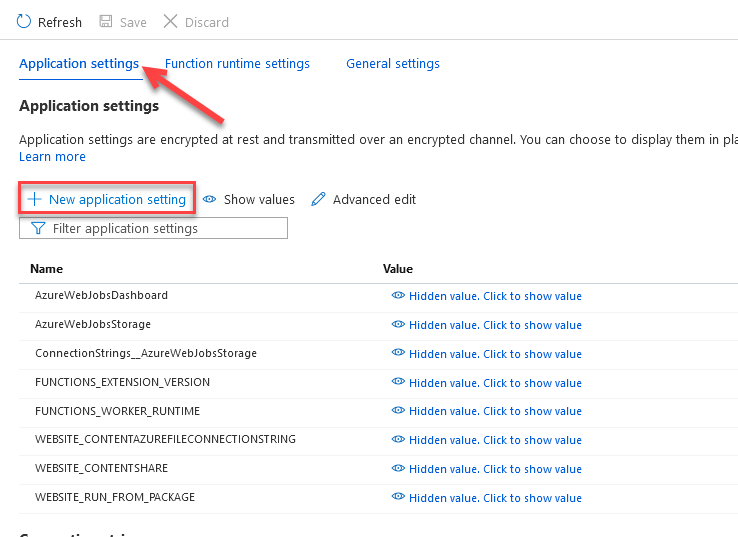 Refresh Save Discard
Application settings Function runtime settings General settings
Application settings
Application settings are encrypted at rest and transmitted over an encrypted channel. You can choose to display them in
Learn more
New application setting Show values Advanced edit
Filter application settings
Name Value
AzureWebJobsDashboard Hidden value. Click to show value
AzureWebJobsStorage Hidden value. Click to show value
ConnectionStrings__AzureWebJobsStorage Hidden value. Click to show value
FUNCTIONS_EXTENSION_VERSION Hidden value. Click to show value
FUNCTIONS_WORKER_RUNTIME Hidden value. Click to show value
WEBSITE_CONTENTAZUREFILECONNECTIONSTRING Hidden value. Click to show value
WEBSITE_CONTENTSHARE Hidden value. Click to show value
WEBSITE_RUN_FROM_PACKAGE Hidden value. Click to show value